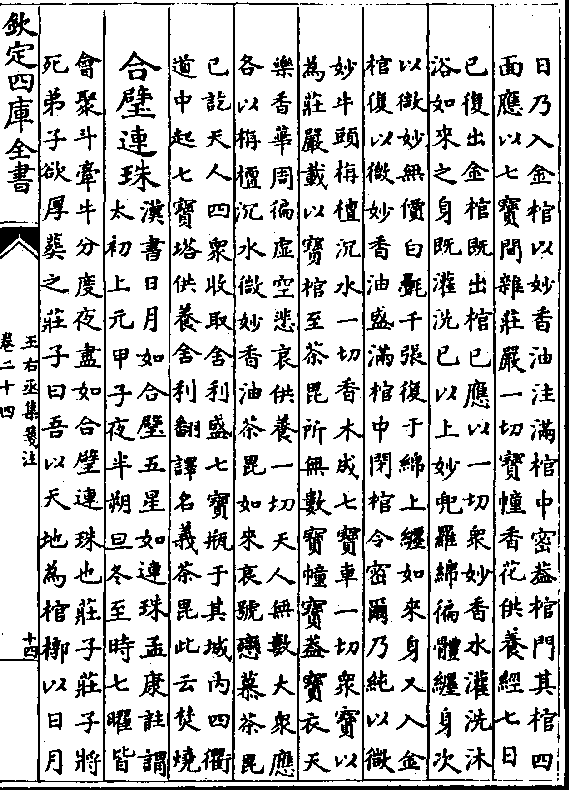 日乃入金棺以妙香油注滿棺中密葢棺門其棺四
面應以七寶間雜莊嚴一切寶幢香花供養經七日
已復出金棺既出棺已應以一切衆妙香水灌洗沐
浴如來之身既灌洗已以上妙兜羅綿徧體纒身次
以微妙無價白㲲千張復于綿上纒如來身又入金
棺復以微妙香油盛滿棺中閉棺令密爾乃純以微
妙牛頭栴檀沉水一切香木成七寶車一切衆寶以
為莊嚴載以寶棺至荼毘所無數寶幢寶葢寶衣天
樂香華周徧虛空悲哀供養一切天人無數大衆應
各以栴檀沉水微妙香油荼毘如來哀號戀慕荼毘
已訖天人四衆收取舍利盛七寶瓶于其城内四衢
道中起七寶塔供養舍利翻譯名義荼毘此云焚燒
合璧連珠
漢書日月如合璧五星如連珠孟康註謂
太初上元甲子夜半朔旦冬至時七曜皆
會聚斗牽牛分度夜盡如合璧連珠也莊子莊子將
死弟子欲厚葬之莊子曰吾以天地為棺槨以日月
欽定四庫全書
王右丞集箋注
卷二十四
十四